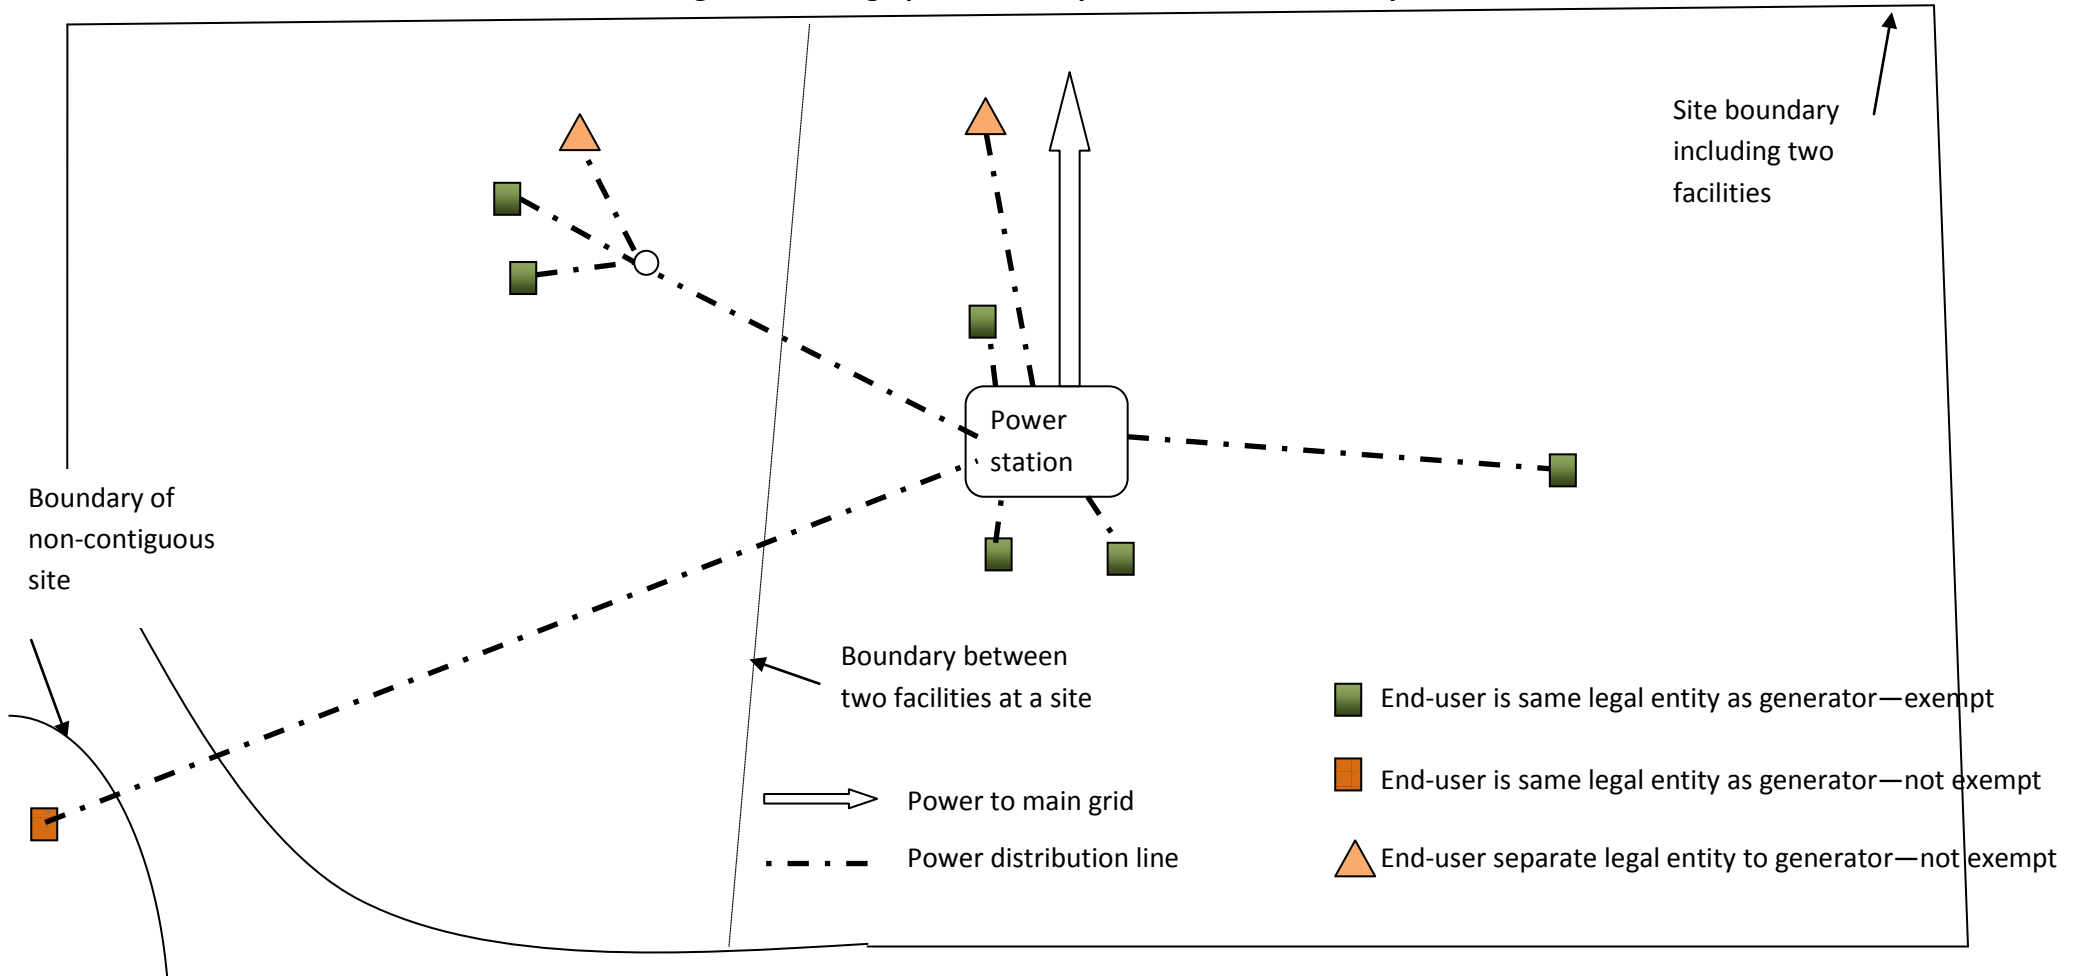 Site boundary
including two
facilities
Power
station
Boundary of
non-contiguous
site
Boundary between
two facilities at a site
Power to main grid
Power distribution line
End-user is same legal entity as generator—exempt
End-user is same legal entity as generator—not exempt
End-user separate legal entity to generator—not exempt